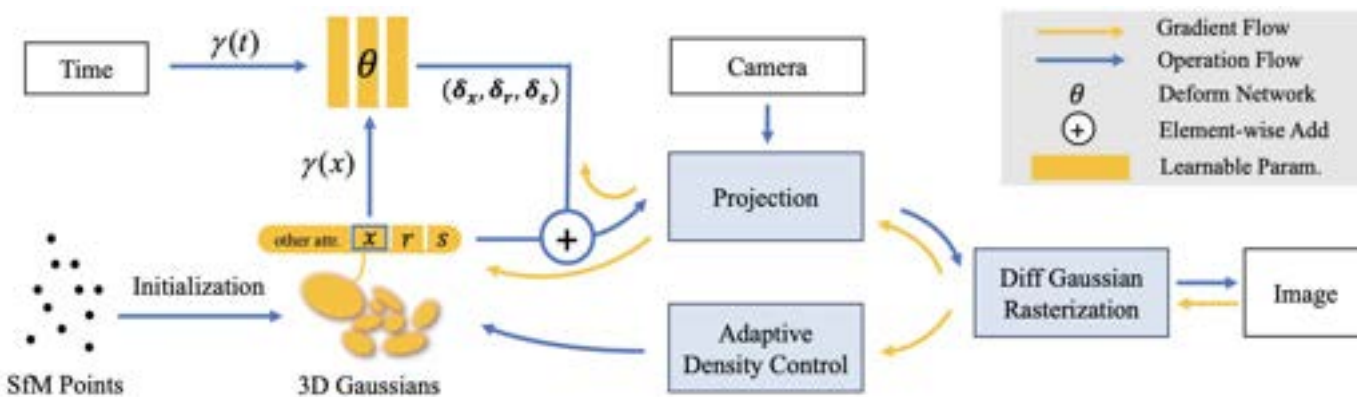 Time
γ(t)
θ
(δx, δr, δs)
γ(x)
Camera
Projection
Gradient Flow
Operation Flow
θ Deform Network
+ Element-wise Add
Learnable Param.
other attr. x r s
+
Initialization
SfM Points
3D Gaussians
Adaptive
Density Control
Diff Gaussian
Rasterization
Image